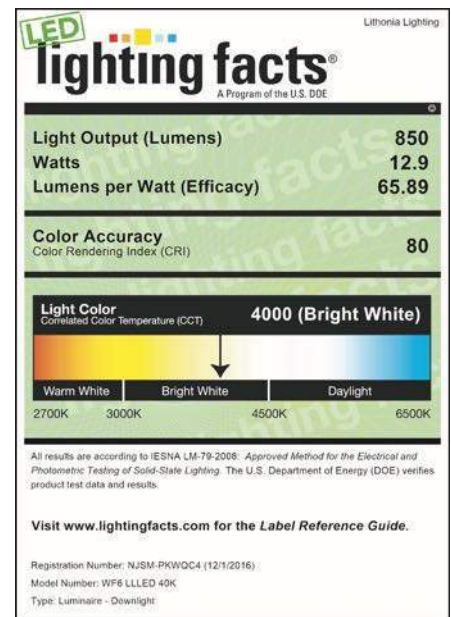 Lithonia Lighting
LED
lighting facts®
A Program of the U.S. DOE
Light Output (Lumens) 850
Watts 12.9
Lumens per Watt (Efficacy) 65.89
Color Accuracy
Color Rendering Index (CRI) 80
Light Color
Correlated Color Temperature (CCT) 4000 (Bright White)
Warm White Bright White Daylight
2700K 3000K 4500K 6500K
All results are according to IESNA LM-79-2008: Approved Method for the Electrical and
Photometric Testing of Solid-State Lighting. The U.S. Department of Energy (DOE) verifies
product test data and results.
Visit www.lightingfacts.com for the Label Reference Guide.
Registration Number: NJSM-PKWQC4 (12/1/2016)
Model Number: WF6 LLLED 40K
Type: Luminaire - Downlight